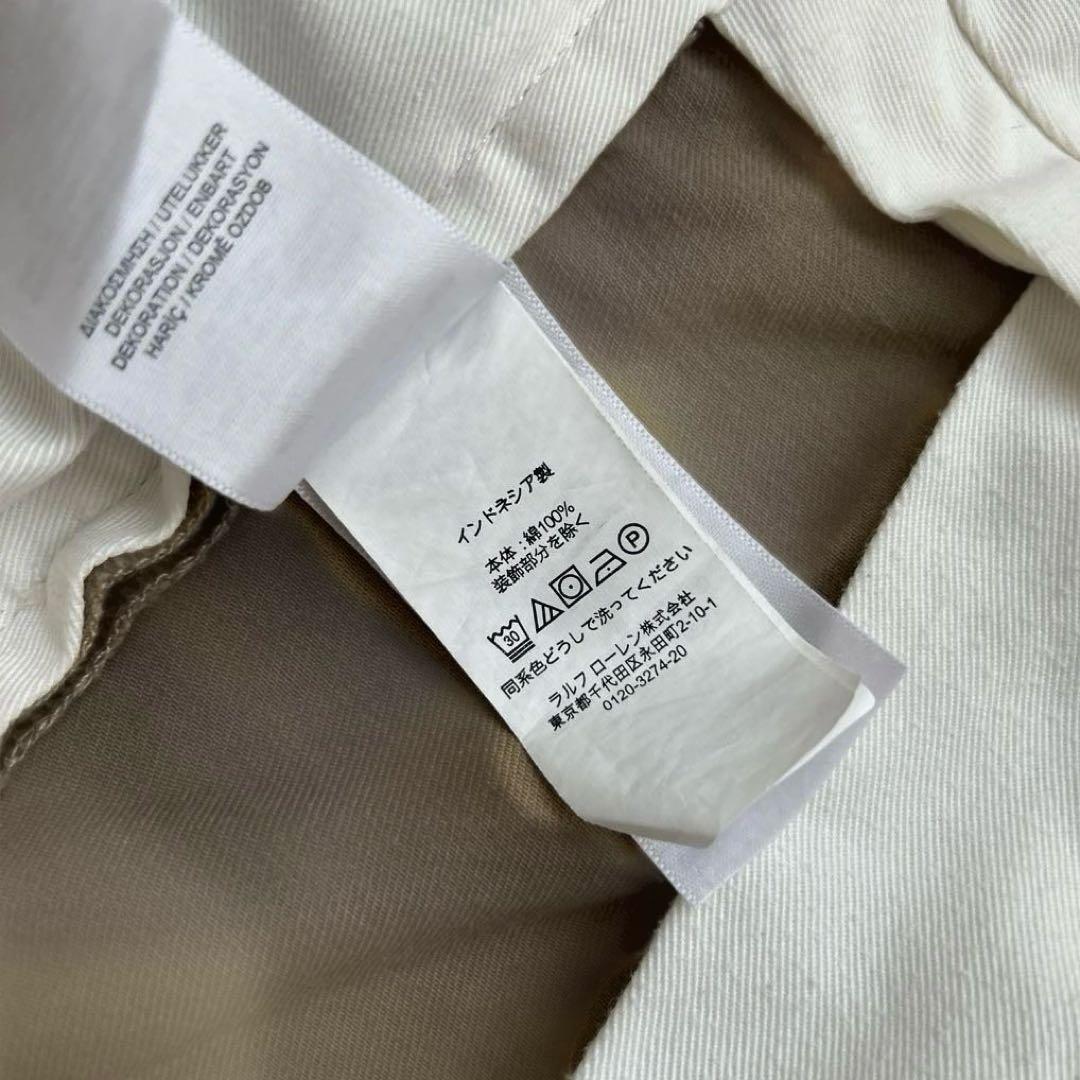 ΔΙΑΚΟΣΜΗΣΗ / UTELUKKER
DEKORASJON / ENBART
DEKORATION / DEKORASYON
HARIÇ / KROMĚ OZDOB
インドネシア製
本体:綿100%
装飾部分を除く
30
P
同系色どうしで洗ってください
ラルフ ローレン株式会社
東京都千代田区永田町2-10-1
0120-3274-20